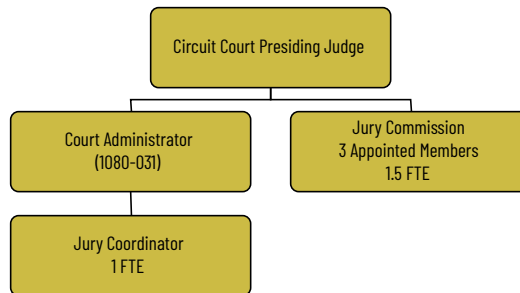 Circuit Court Presiding Judge
Court Administrator
(1080-031)
Jury Commission
3 Appointed Members
1.5 FTE
Jury Coordinator
1 FTE